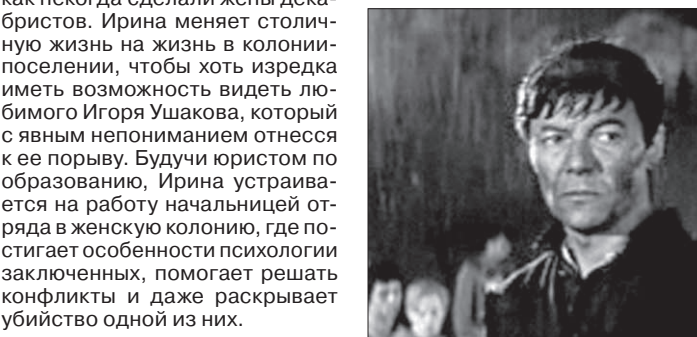 как некогда сделали жены дека-
бристов. Ирина меняет столич-
ную жизнь на жизнь в колонии-
поселении, чтобы хоть изредка
иметь возможность видеть лю-
бимого Игоря Ушакова, который
с явным непониманием отнесся
к ее порыву. Будучи юристом по
образованию, Ирина устраива-
ется на работу начальницей от-
ряда в женскую колонию, где по-
стигает особенности психологии
заключенных, помогает решать
конфликты и даже раскрывает
убийство одной из них.